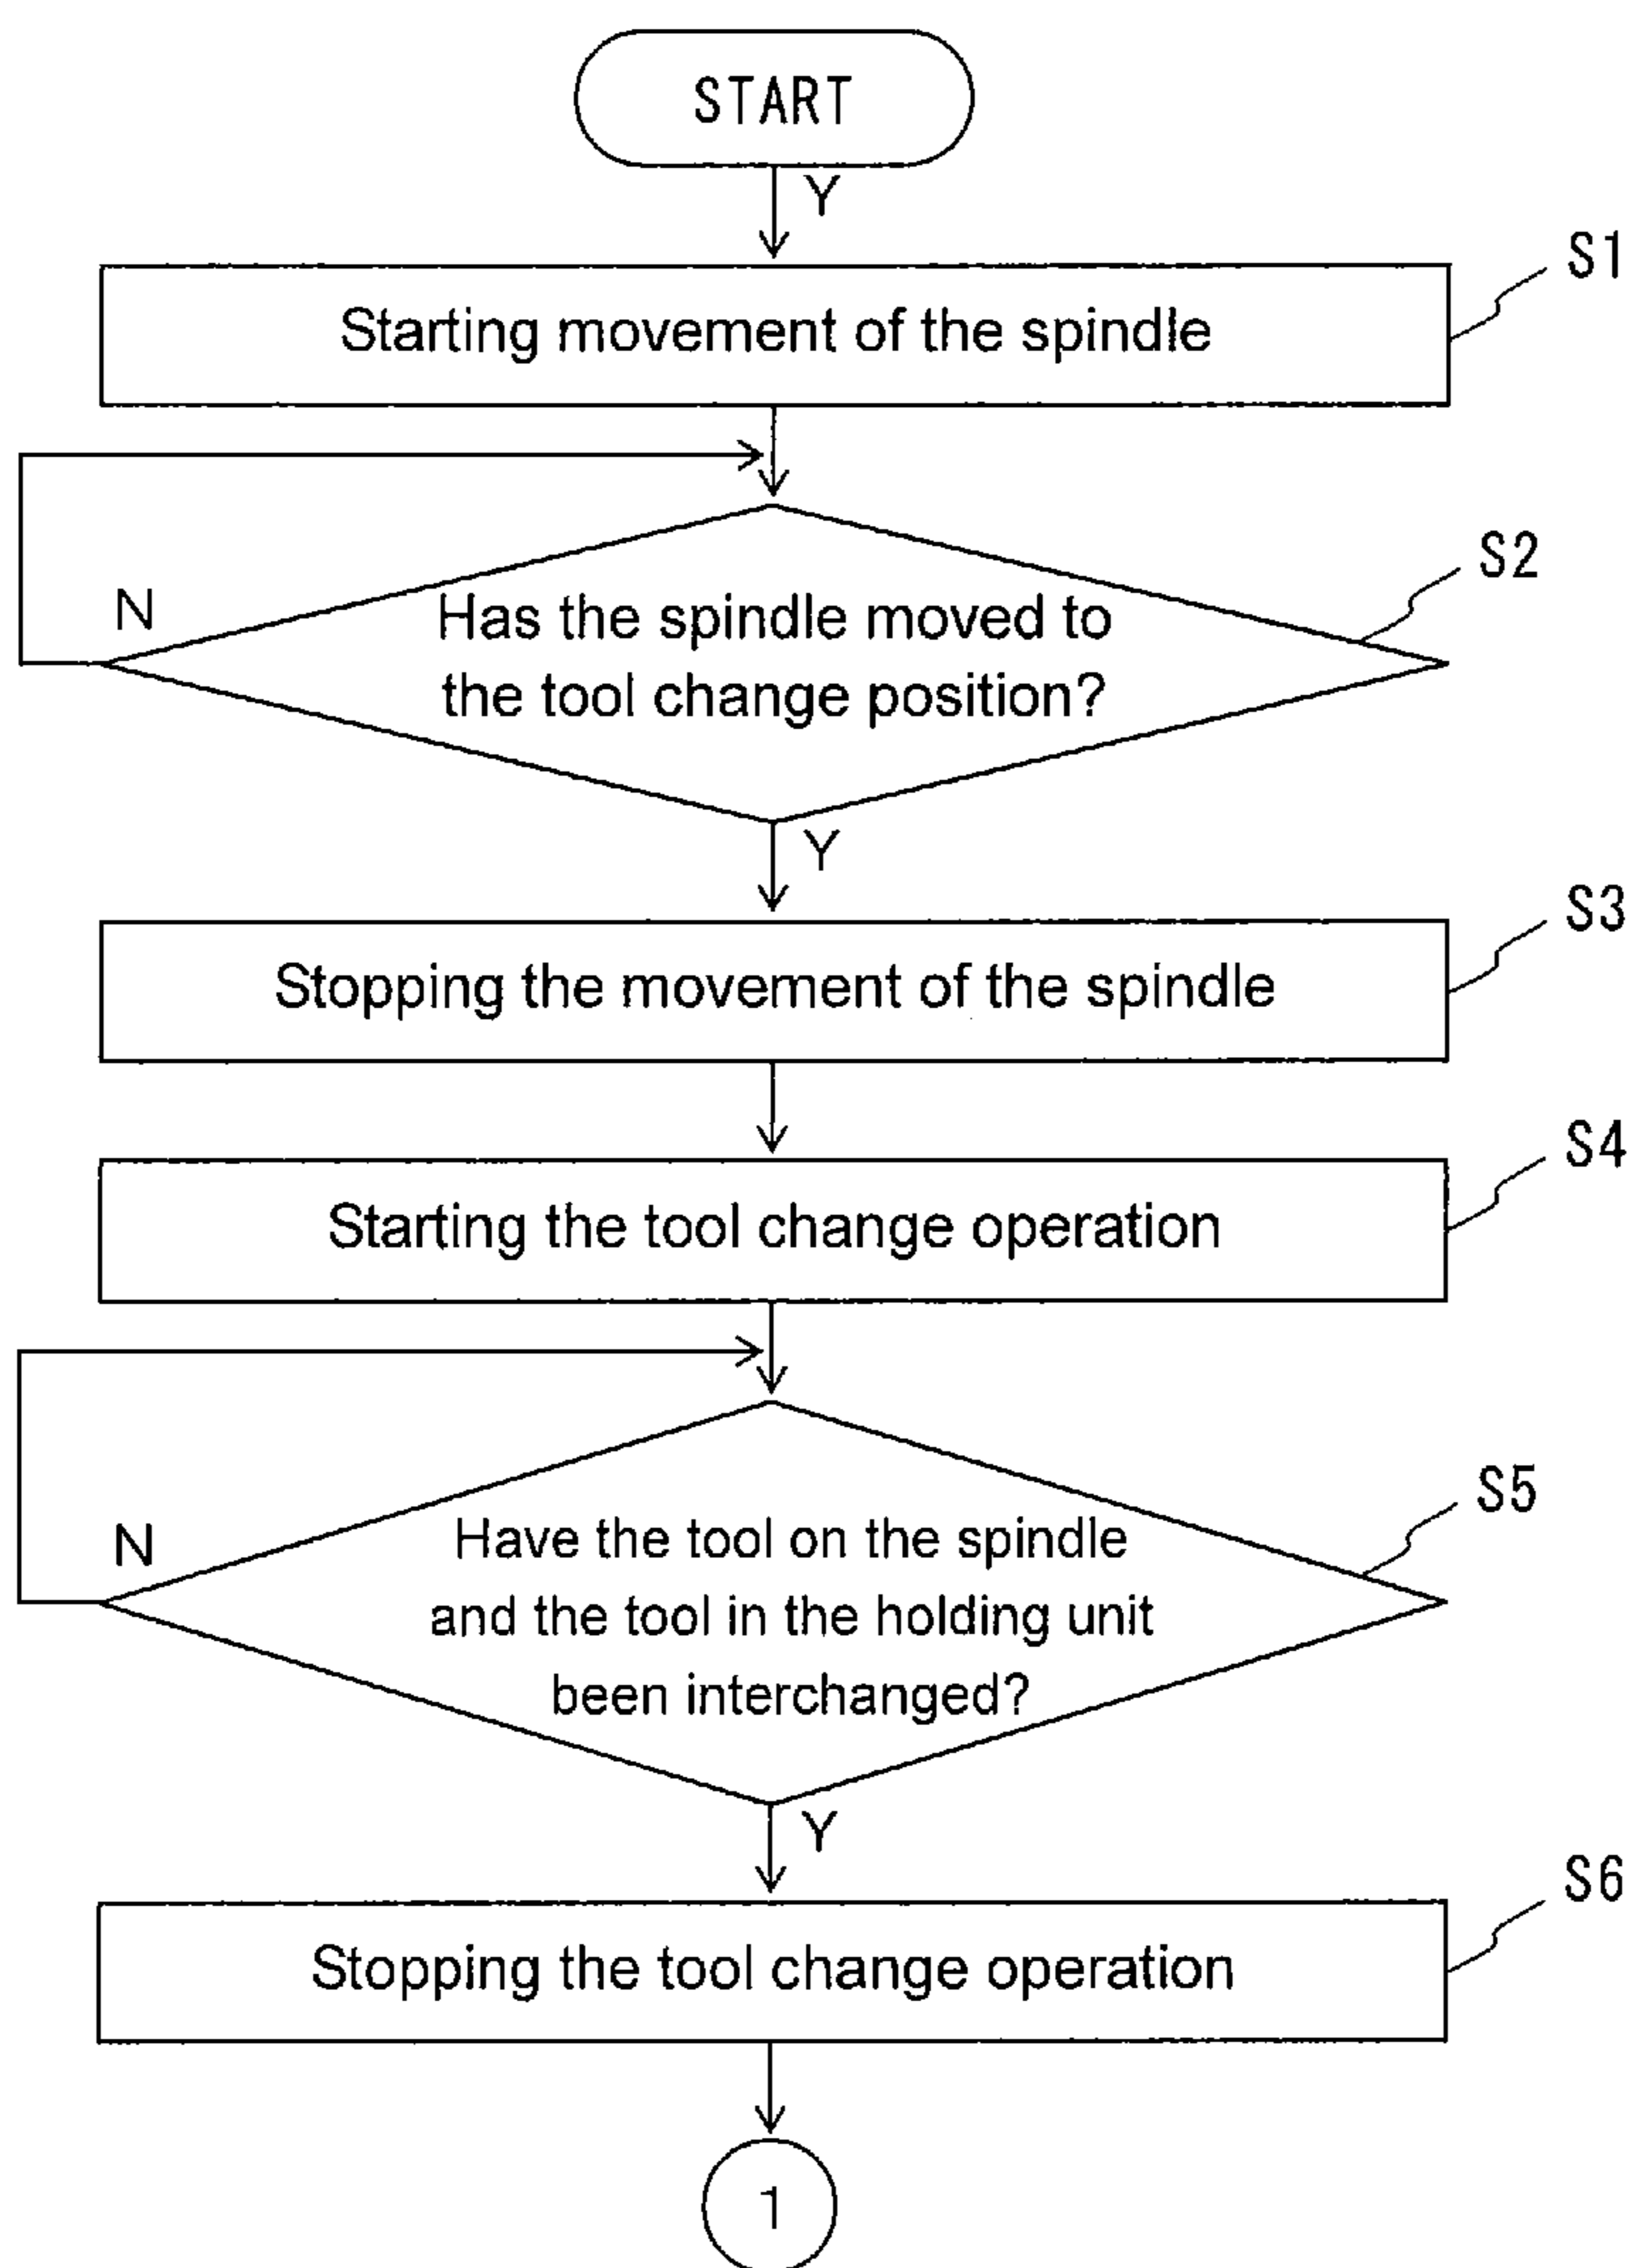 START
Y
S1
Starting movement of the spindle
S2
N
Has the spindle moved to
the tool change position?
Y
S3
Stopping the movement of the spindle
S4
Starting the tool change operation
S5
N
Have the tool on the spindle
and the tool in the holding unit
been interchanged?
Y
S6
Stopping the tool change operation
1